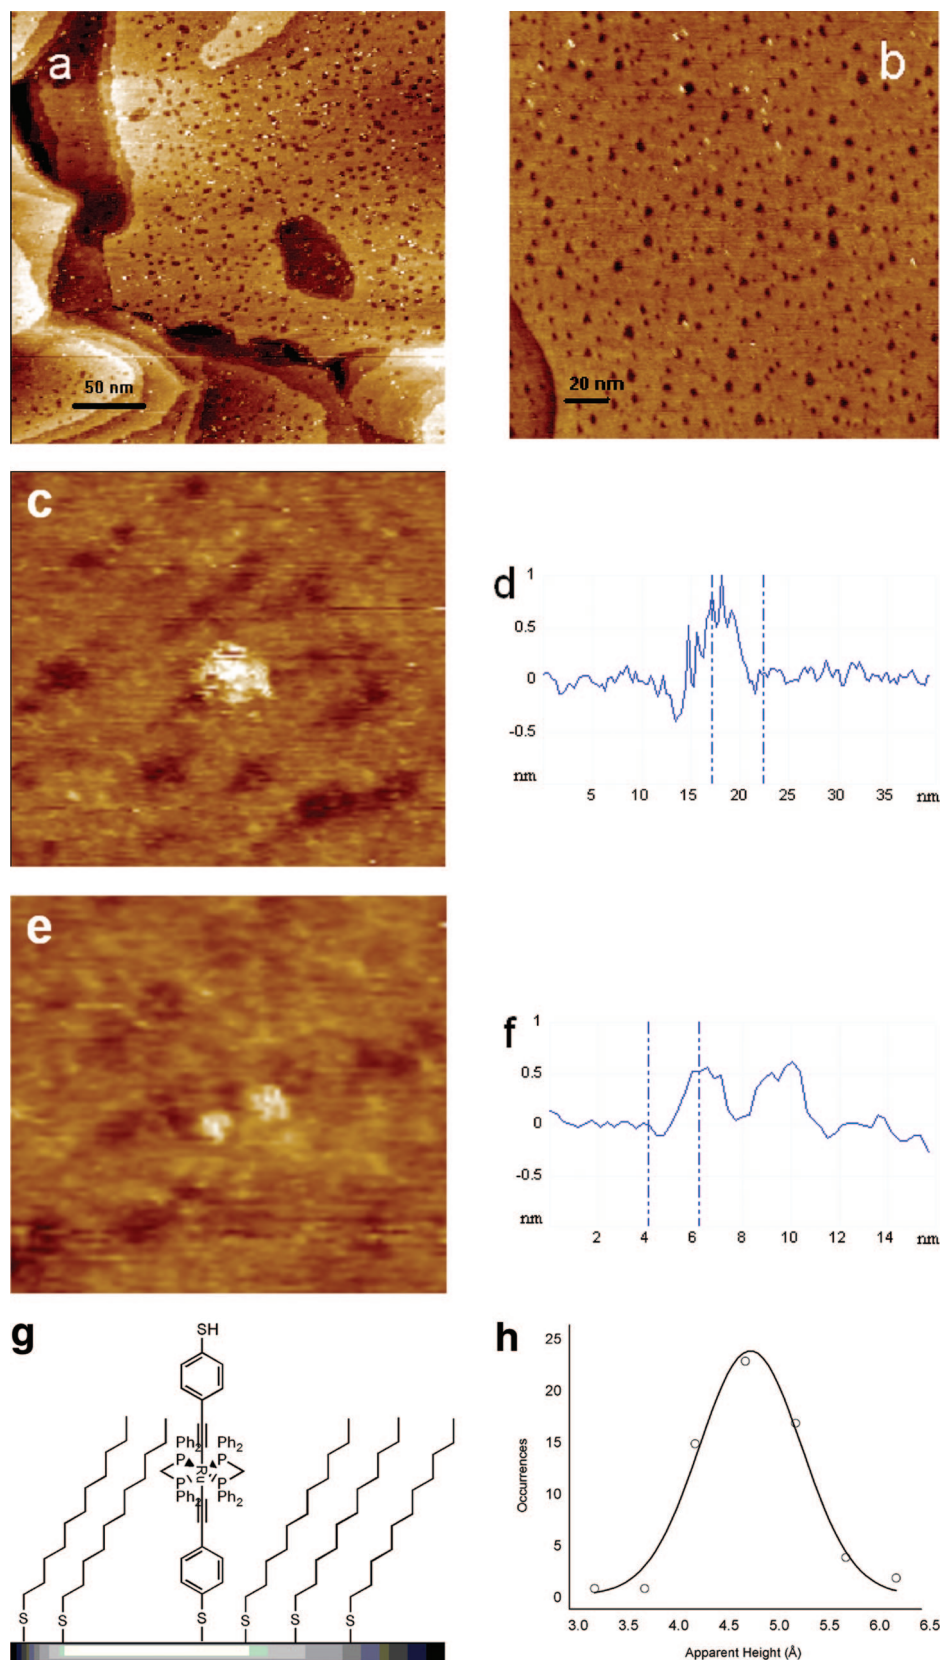 a
50 nm
b
20 nm
c
d
1
0.5
0
-0.5
nm
5 10 15 20 25 30 35 nm
e
f
1
0.5
0
-0.5
nm
2 4 6 8 10 12 14 nm
g
SH
Ph2 Ph2
P P
Ru
P P
Ph2 Ph2
S S S S S S
h
Occurrences
25
20
15
10
5
0
3.0 3.5 4.0 4.5 5.0 5.5 6.0 6.5
Apparent Height (Å)